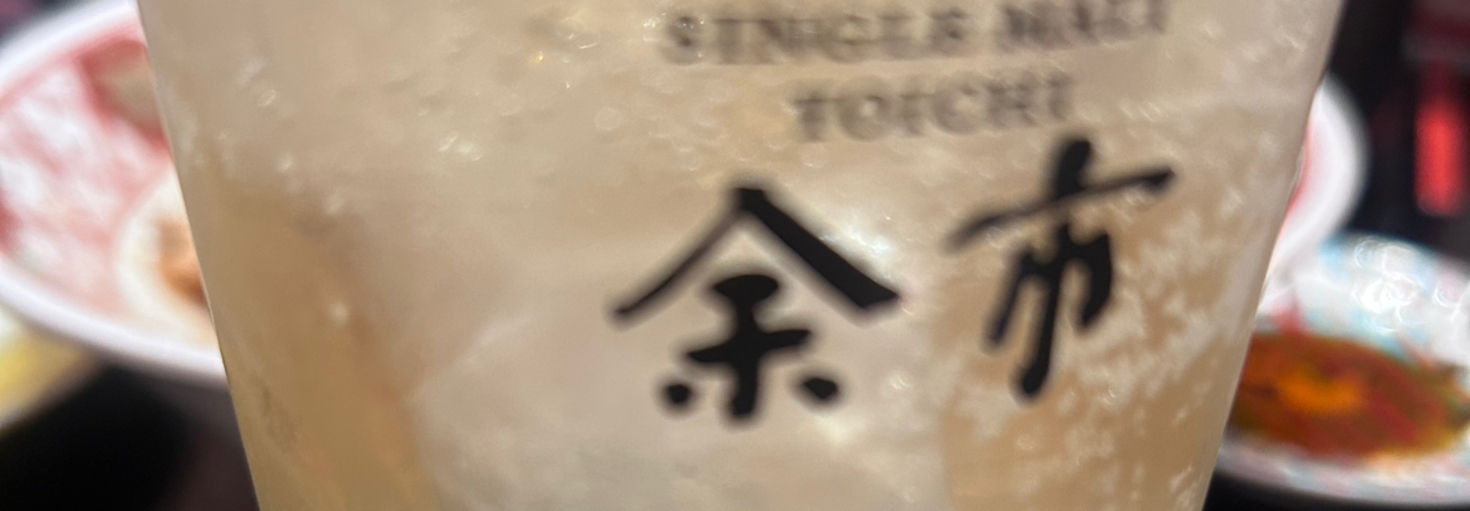 SINGLE MALT
YOICHI
余市